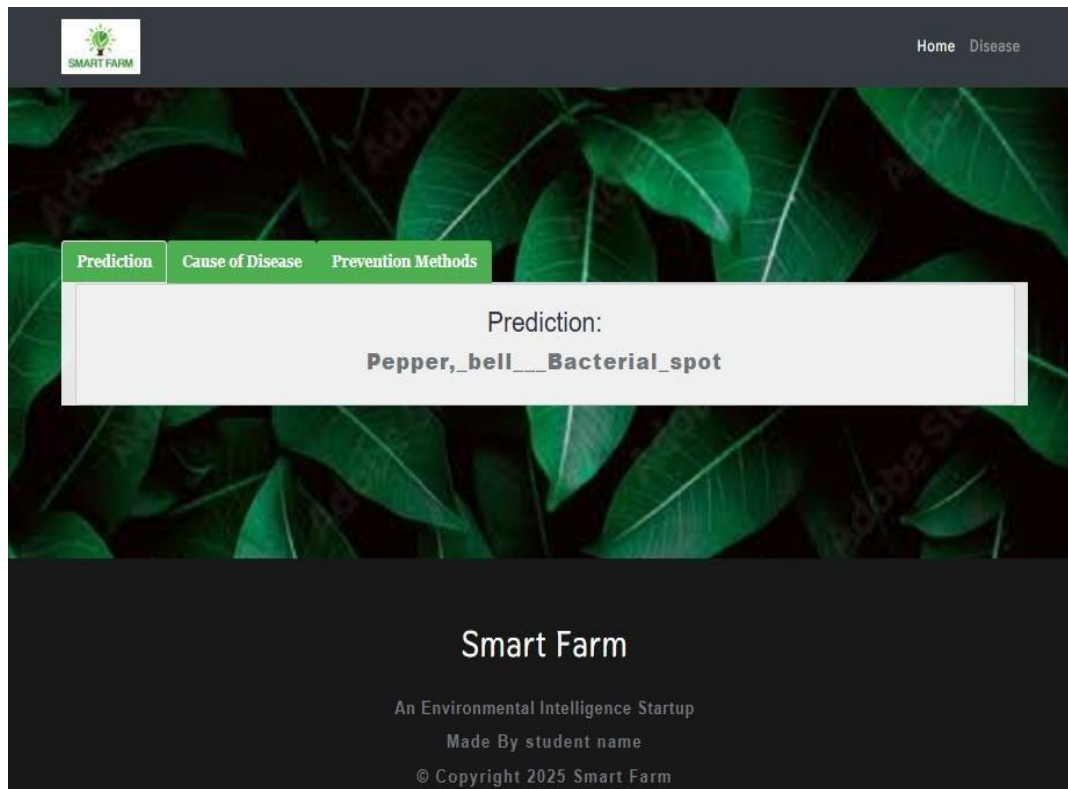 SMART FARM
Home Disease
Prediction Cause of Disease Prevention Methods
Prediction:
Pepper,_bell___Bacterial_spot
Smart Farm
An Environmental Intelligence Startup
Made By student name
© Copyright 2025 Smart Farm